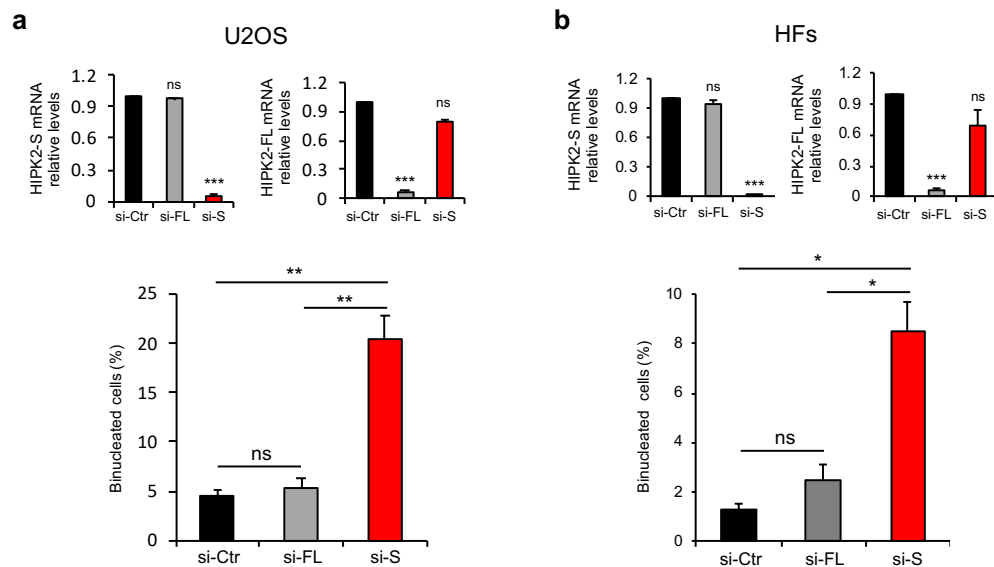 a
U2OS
HIPK2-S mRNA
relative levels
1.2
0.9
0.6
0.3
0
ns
***
si-Ctr si-FL si-S
HIPK2-FL mRNA
relative levels
1.2
0.9
0.6
0.3
0
***
ns
si-Ctr si-FL si-S
Binucleated cells (%)
25
20
15
10
5
0
**
**
ns
si-Ctr si-FL si-S
b
HFs
HIPK2-S mRNA
relative levels
1.2
0.9
0.6
0.3
0
ns
***
si-Ctr si-FL si-S
HIPK2-FL mRNA
relative levels
1.2
0.9
0.6
0.3
0
***
ns
si-Ctr si-FL si-S
Binucleated cells (%)
10
8
6
4
2
0
*
*
ns
si-Ctr si-FL si-S